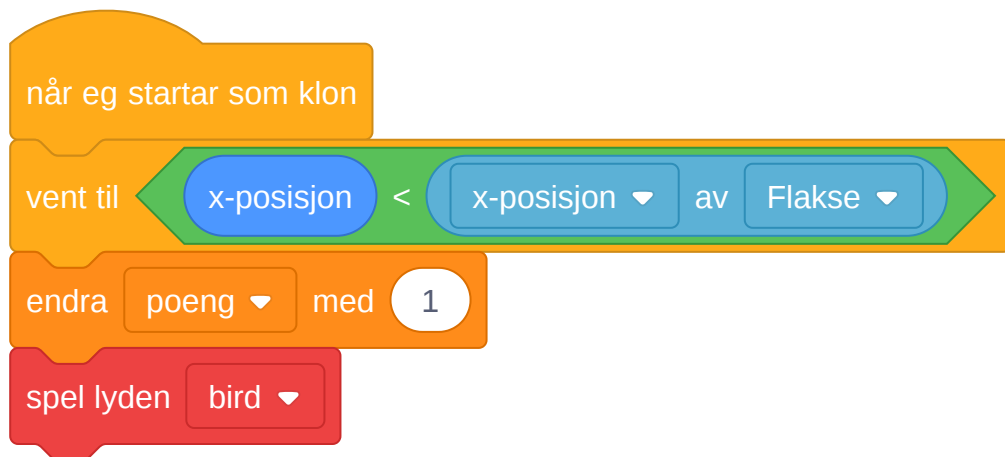 når eg startar som klon
vent til x-posisjon < x-posisjon av Flakse
endra poeng med 1
spel lyden bird